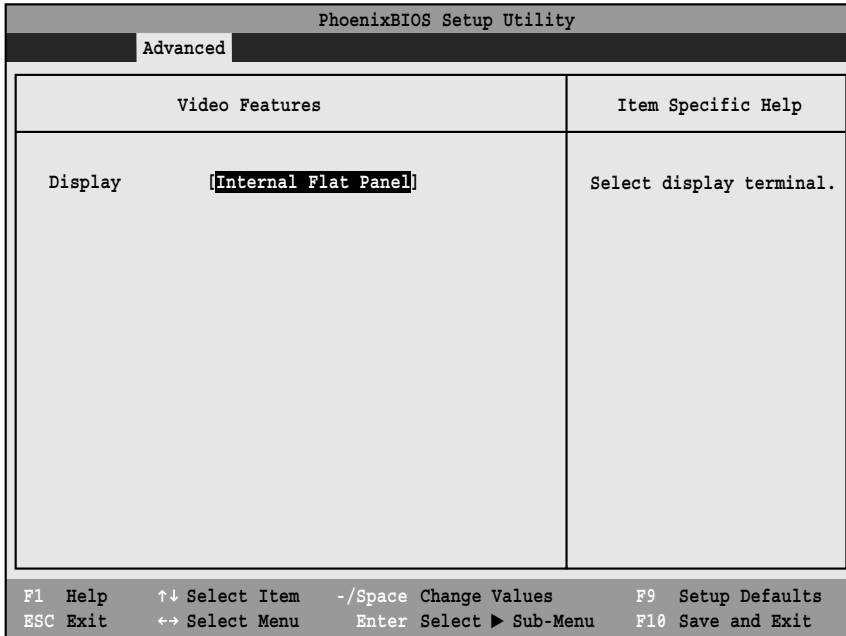 PhoenixBIOS Setup Utility
Advanced
Video Features
Item Specific Help
Display [Internal Flat Panel]
Select display terminal.
F1 Help ↑↓ Select Item -/Space Change Values F9 Setup Defaults
ESC Exit ←→ Select Menu Enter Select ▶ Sub-Menu F10 Save and Exit